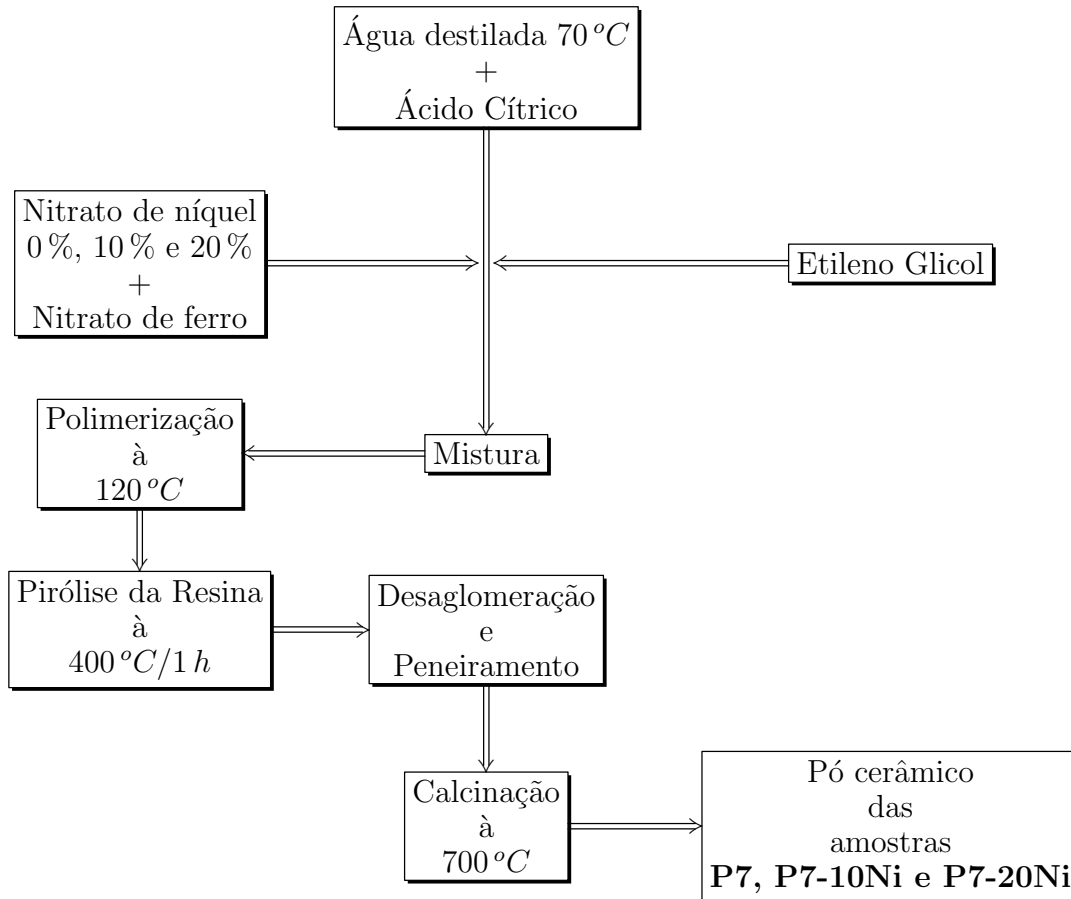 Água destilada 70 °C
+
Ácido Cítrico
Nitrato de níquel
0 %, 10 % e 20 %
+
Nitrato de ferro
Etileno Glicol
Polimerização
à
120 °C
Mistura
Pirólise da Resina
à
400 °C/1 h
Desaglomeração
e
Peneiramento
Calcinação
à
700 °C
Pó cerâmico
das
amostras
P7, P7-10Ni e P7-20Ni